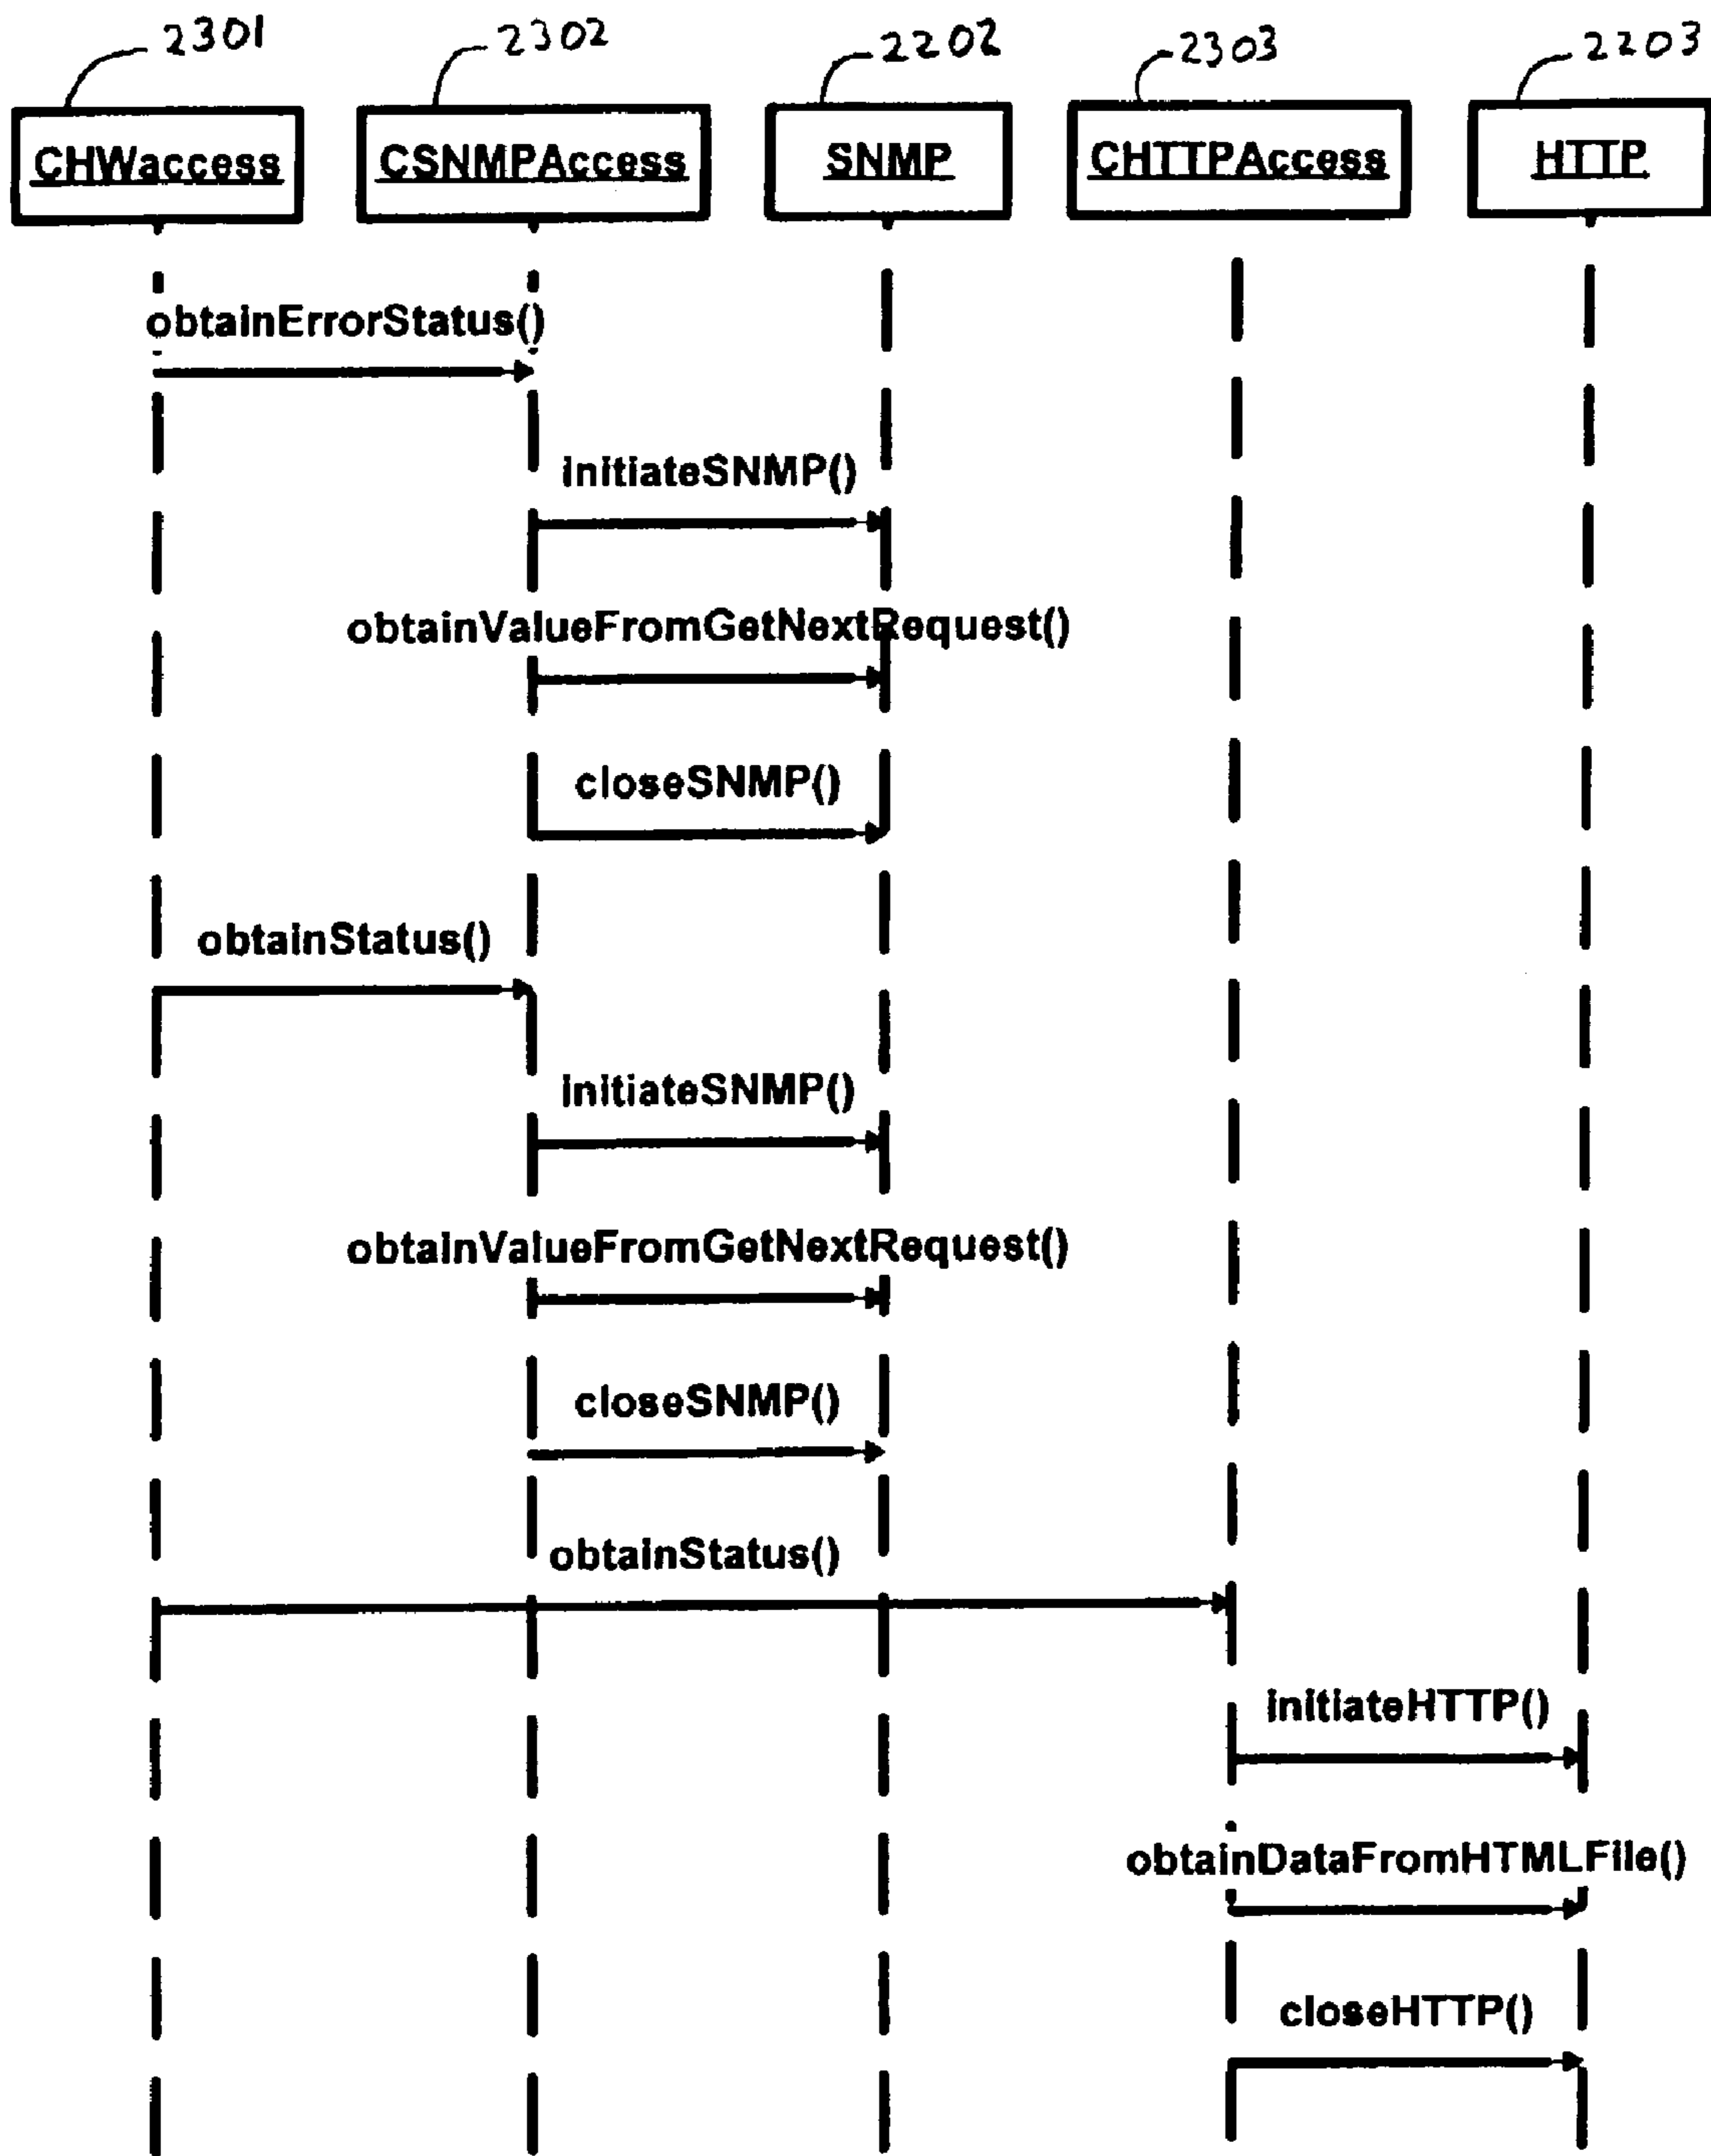 2301 2302 2202 2303 2203
CHWaccess CSNMPAccess SNMP CHTTPAccess HTTP
obtainErrorStatus()
initiateSNMP()
obtainValueFromGetNextRequest()
closeSNMP()
obtainStatus()
initiateSNMP()
obtainValueFromGetNextRequest()
closeSNMP()
obtainStatus()
initiateHTTP()
obtainDataFromHTMLFile()
closeHTTP()